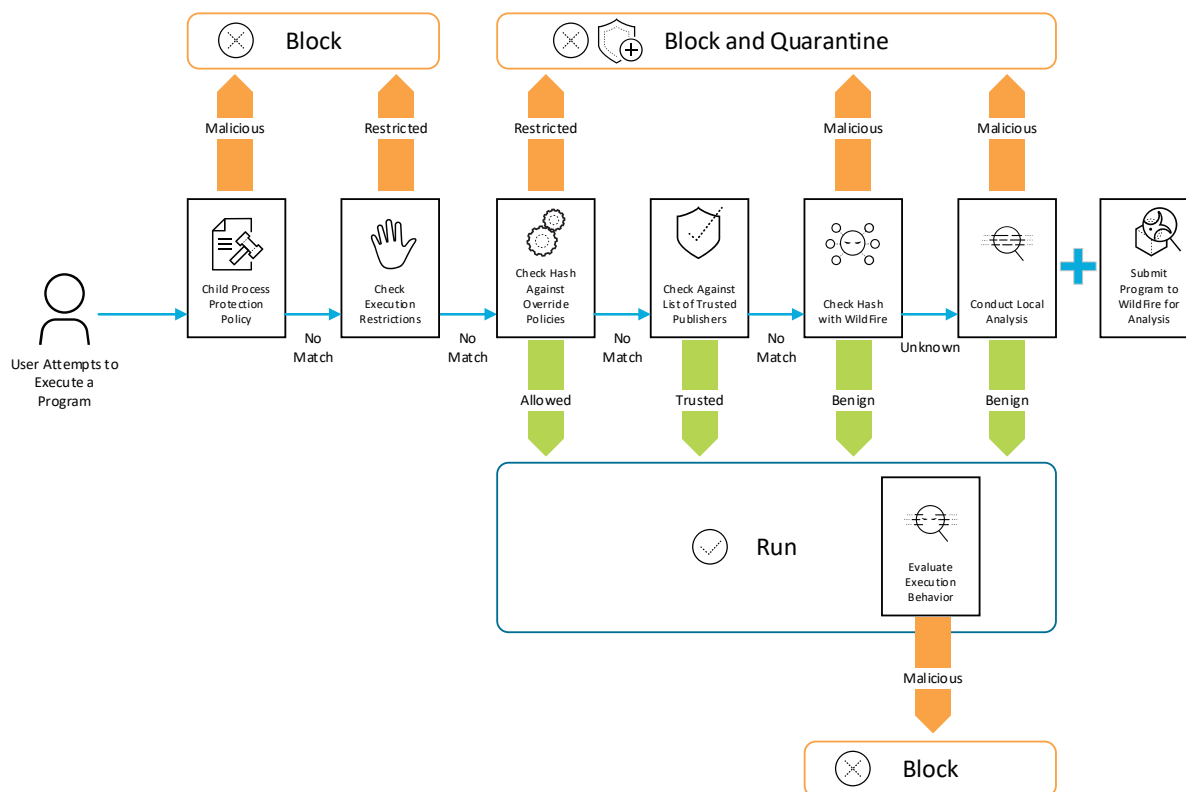 Block
Block and Quarantine
Malicious
Restricted
Restricted
Malicious
Malicious
Child Process
Protection
Policy
Check
Execution
Restrictions
Check Hash
Against
Override
Policies
Check Against
List of Trusted
Publishers
Check Hash
with WildFire
Conduct Local
Analysis
Submit
Program to
WildFire for
Analysis
User Attempts to
Execute a
Program
No
Match
No
Match
No
Match
No
Match
Unknown
Allowed
Trusted
Benign
Benign
Run
Evaluate
Execution
Behavior
Malicious
Block